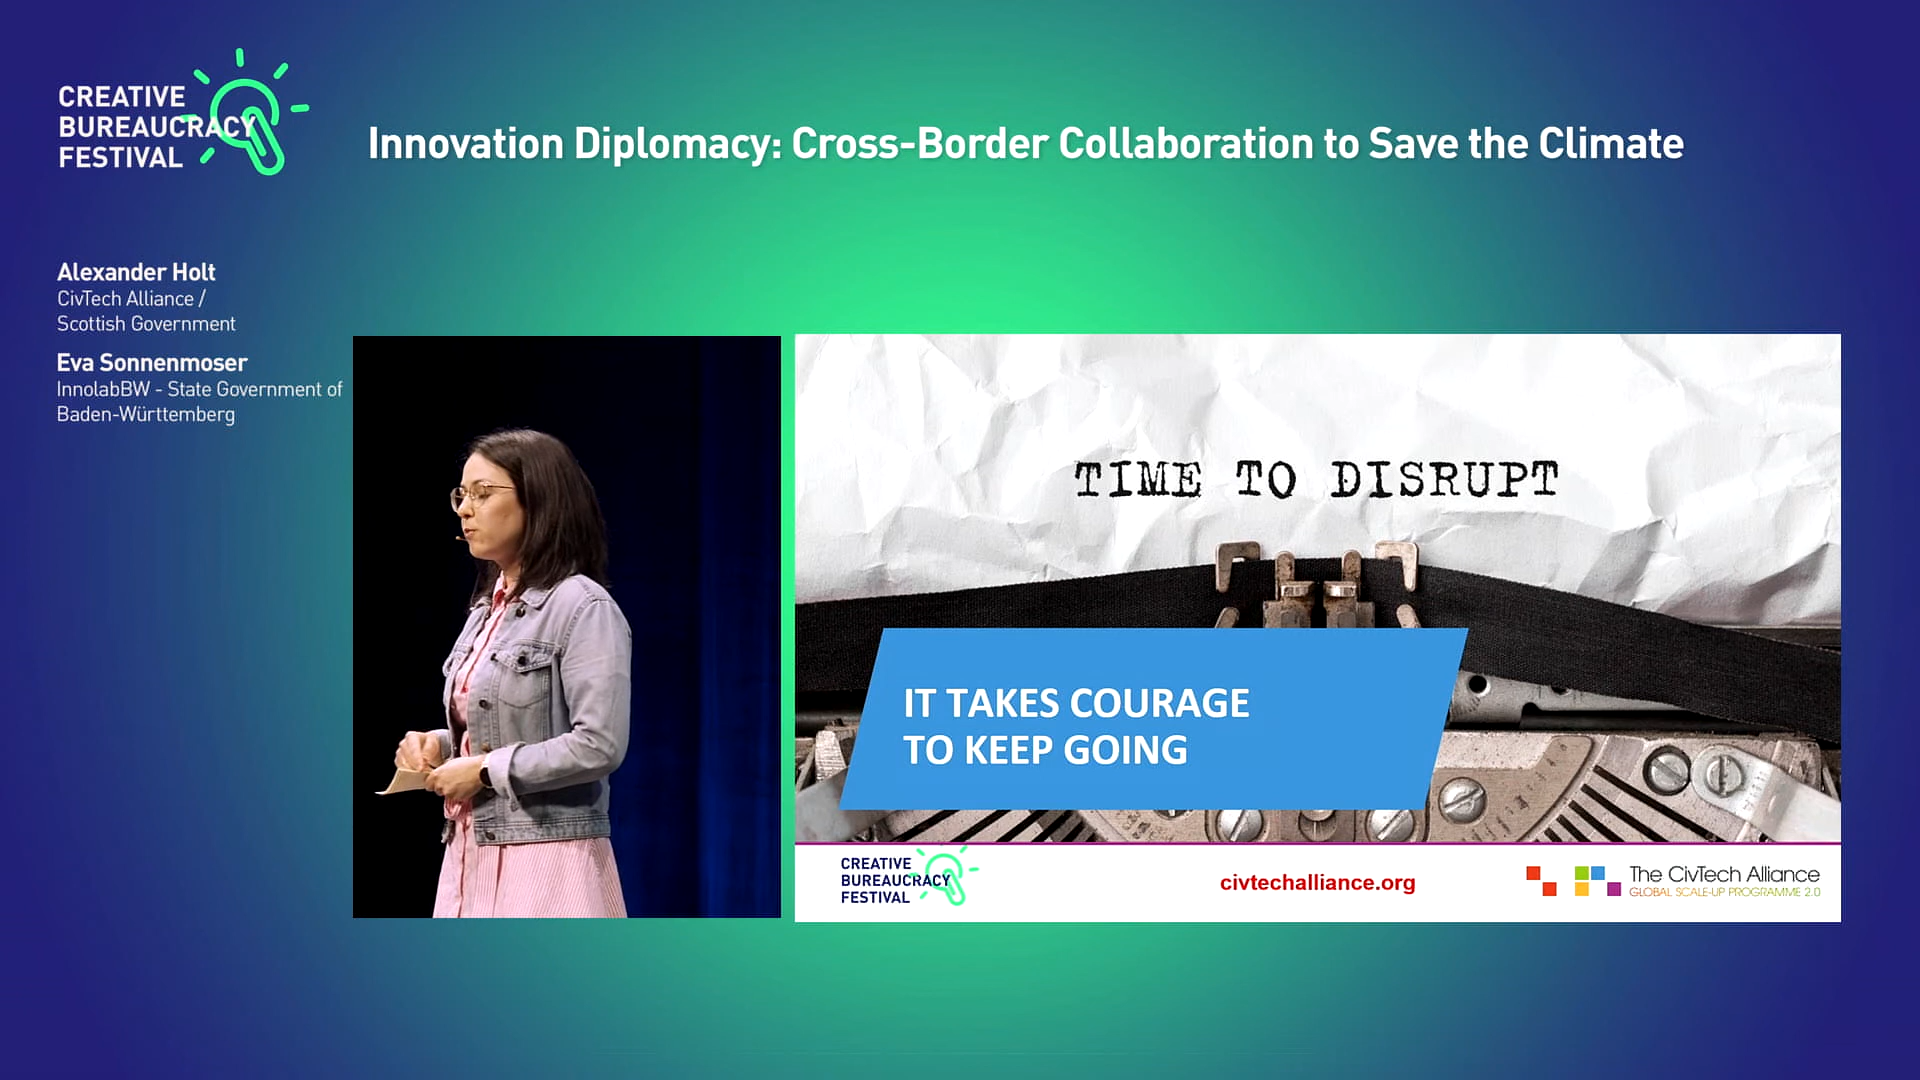 CREATIVE
BUREAUCRACY
FESTIVAL
Innovation Diplomacy: Cross-Border Collaboration to Save the Climate
Alexander Holt
CivTech Alliance /
Scottish Government
Eva Sonnenmoser
InnolabBW - State Government of
Baden-Württemberg
TIME TO DISRUPT
IT TAKES COURAGE
TO KEEP GOING
CREATIVE
BUREAUCRACY
FESTIVAL
civtechalliance.org
The CivTech Alliance
GLOBAL SCALE-UP PROGRAMME 2.0